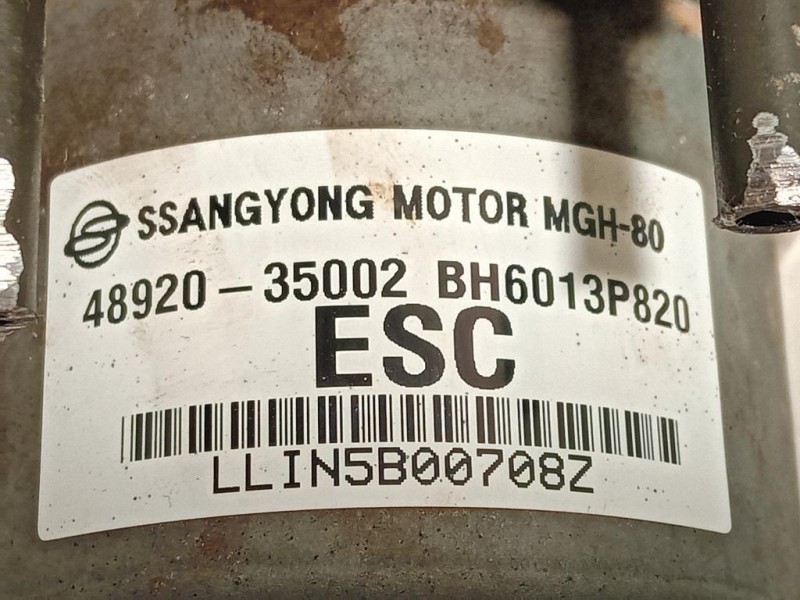 SSANGYONG MOTOR MGH-80
48920-35002 BH6013P820
ESC
LLIN5B00708Z